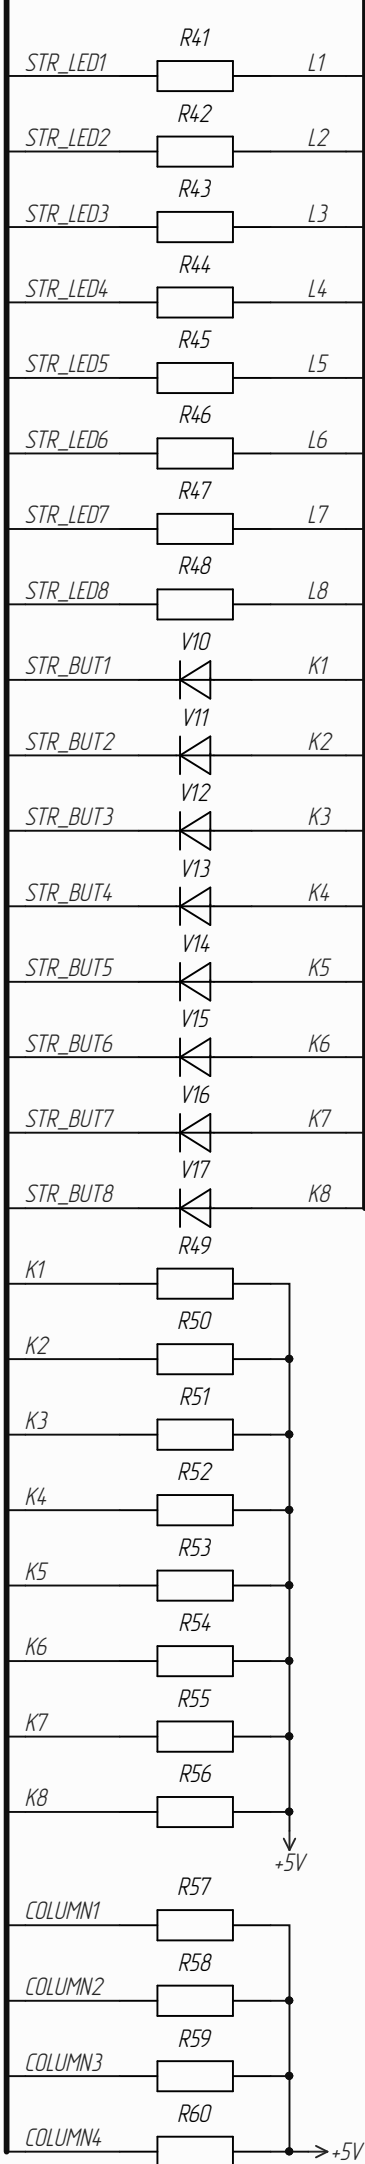 R41
STR_LED1 L1
R42
STR_LED2 L2
R43
STR_LED3 L3
R44
STR_LED4 L4
R45
STR_LED5 L5
R46
STR_LED6 L6
R47
STR_LED7 L7
R48
STR_LED8 L8
V10
STR_BUT1 K1
V11
STR_BUT2 K2
V12
STR_BUT3 K3
V13
STR_BUT4 K4
V14
STR_BUT5 K5
V15
STR_BUT6 K6
V16
STR_BUT7 K7
V17
STR_BUT8 K8
R49
K1
R50
K2
R51
K3
R52
K4
R53
K5
R54
K6
R55
K7
R56
K8
+5V
R57
COLUMN1
R58
COLUMN2
R59
COLUMN3
R60
COLUMN4 +5V